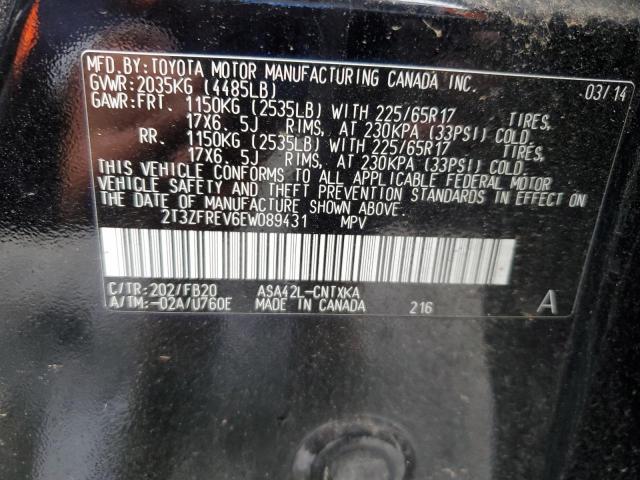 MFD. BY: TOYOTA MOTOR MANUFACTURING CANADA INC. 03/14
GVWR: 2035KG (4485LB)
GAWR: FRT. 1150KG (2535LB) WITH 225/65R17 TIRES,
17X6. 5J RIMS, AT 230KPA (33PSI) COLD.
RR. 1150KG (2535LB) WITH 225/65R17 TIRES,
17X6. 5J RIMS, AT 230KPA (33PSI) COLD.
THIS VEHICLE CONFORMS TO ALL APPLICABLE FEDERAL MOTOR
VEHICLE SAFETY AND THEFT PREVENTION STANDARDS IN EFFECT ON
THE DATE OF MANUFACTURE SHOWN ABOVE.
2T3ZFREV6EW089431 MPV
C/TR: 202/FB20 ASA42L-CNTXKA
A/TM: -02A/U760E MADE IN CANADA 216 A